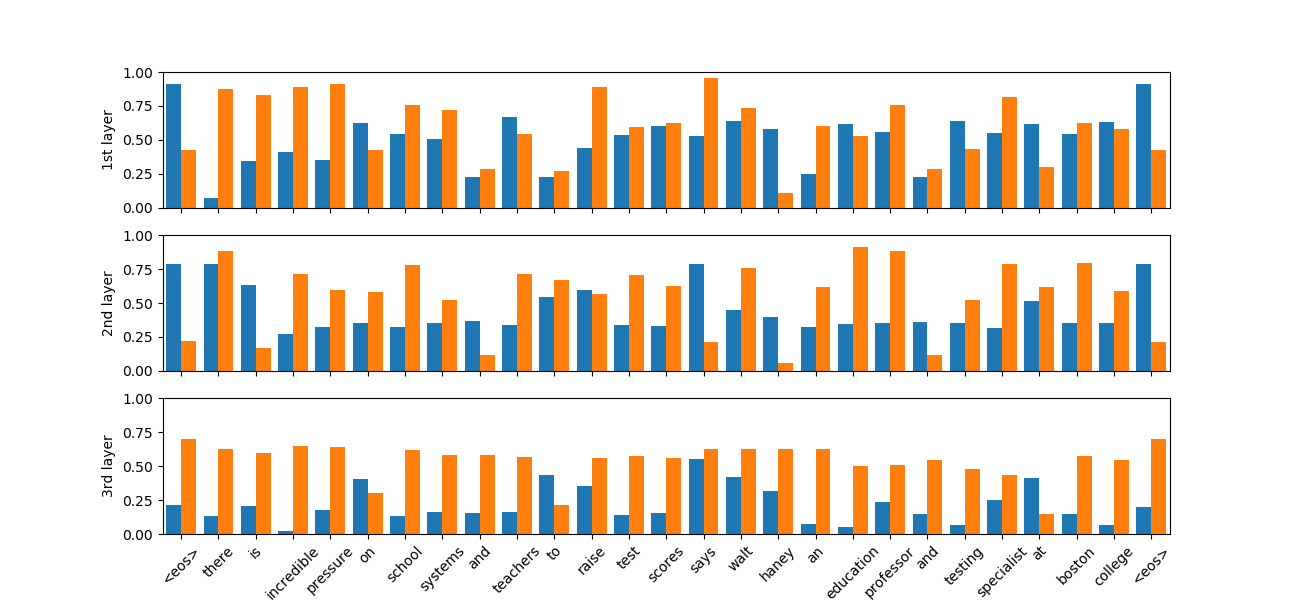 1.00
0.75
0.50
0.25
0.00
1st layer
1.00
0.75
0.50
0.25
0.00
2nd layer
1.00
0.75
0.50
0.25
0.00
3rd layer
<eos>
there
is
incredible
pressure
on
school
systems
and
teachers
to
raise
test
scores
says
walt
haney
an
education
professor
and
testing
specialist
at
boston
college
<eos>